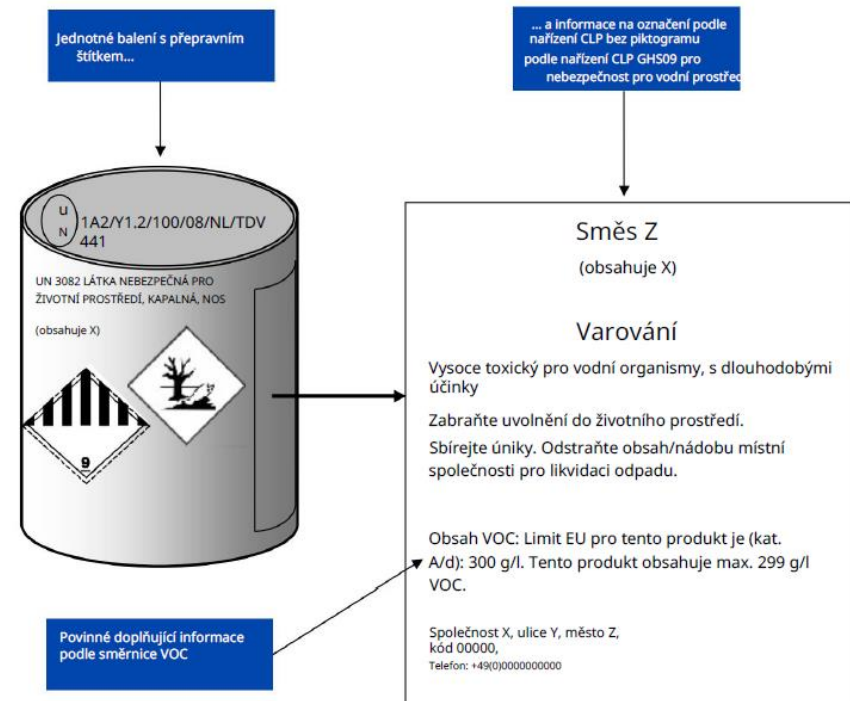 Jednotné balení s přepravním
štítkem...
... a informace na označení podle
nařízení CLP bez piktogramu
podle nařízení CLP GHS09 pro
nebezpečnost pro vodní prostřed
u
N
1A2/Y1.2/100/08/NL/TDV
441
UN 3082 LÁTKA NEBEZPEČNÁ PRO
ŽIVOTNÍ PROSTŘEDÍ, KAPALNÁ, NOS
(obsahuje X)
9
Směs Z
(obsahuje X)
Varování
Vysoce toxický pro vodní organismy, s dlouhodobými
účinky
Zabraňte uvolnění do životního prostředí.
Sbírejte úniky. Odstraňte obsah/nádobu místní
společnosti pro likvidaci odpadu.
Obsah VOC: Limit EU pro tento produkt je (kat.
A/d): 300 g/l. Tento produkt obsahuje max. 299 g/l
VOC.
Povinné doplňující informace
podle směrnice VOC
Společnost X, ulice Y, město Z,
kód 00000,
Telefon: +49(0)0000000000